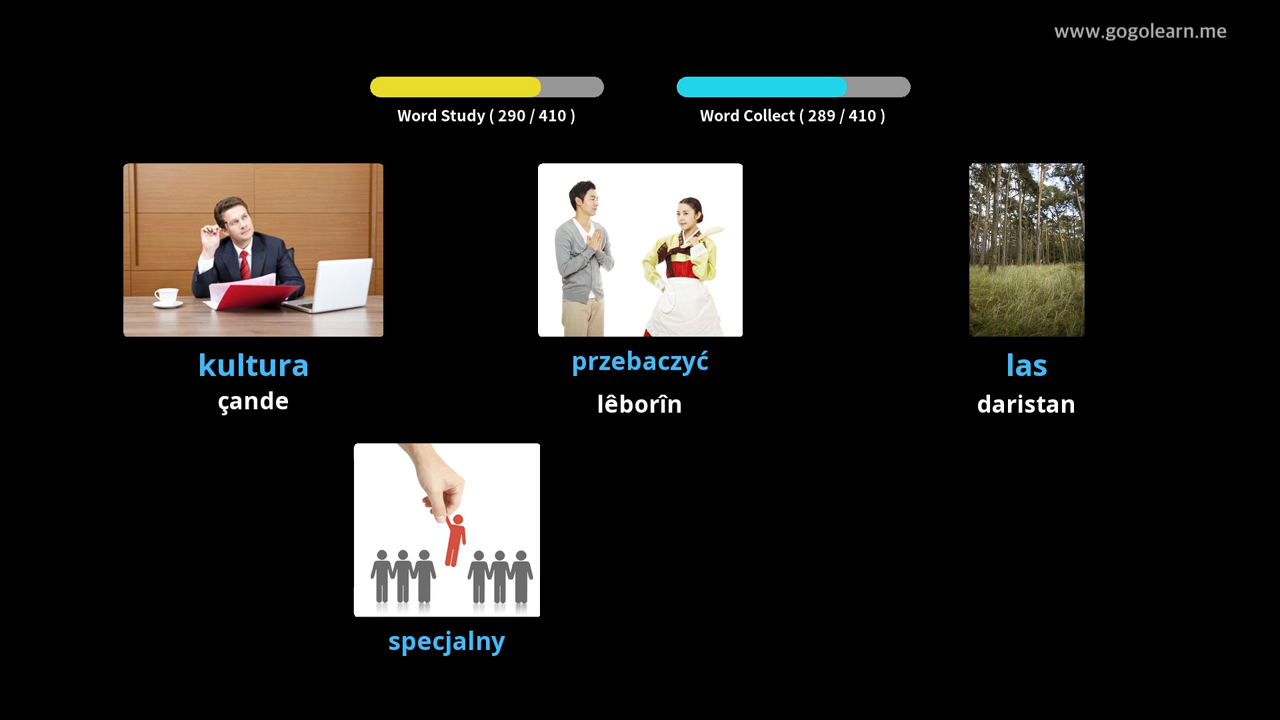 www.gogolearn.me
Word Study ( 290 / 410 )
Word Collect ( 289 / 410 )
kultura
çande
przebaczyć
lêborîn
las
daristan
specjalny